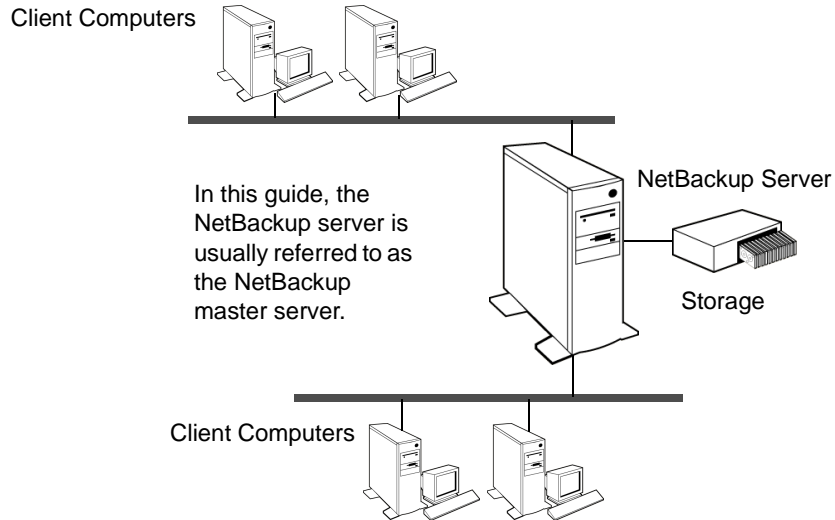 Client Computers
NetBackup Server
In this guide, the
NetBackup server is
usually referred to as
the NetBackup
master server.
Storage
Client Computers